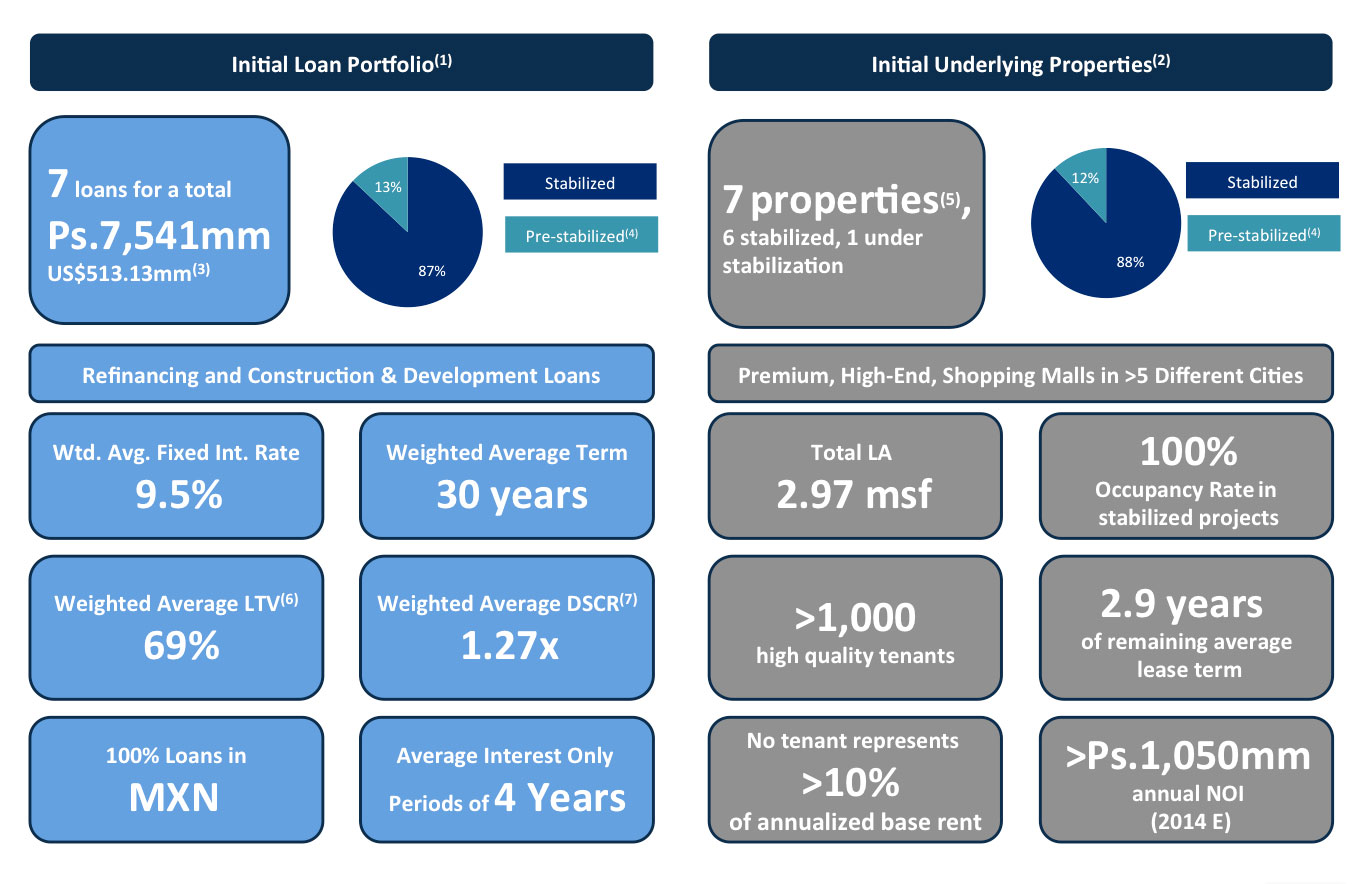 Initial Loan Portfolio(1)
7 loans for a total
Ps.7,541mm
US$513.13mm(3)
13%
87%
Stabilized
Pre-stabilized(4)
Refinancing and Construction & Development Loans
Wtd. Avg. Fixed Int. Rate
9.5%
Weighted Average Term
30 years
Weighted Average LTV(6)
69%
Weighted Average DSCR(7)
1.27x
100% Loans in
MXN
Average Interest Only
Periods of 4 Years
Initial Underlying Properties(2)
7 properties(5),
6 stabilized, 1 under
stabilization
12%
88%
Stabilized
Pre-stabilized(4)
Premium, High-End, Shopping Malls in >5 Different Cities
Total LA
2.97 msf
100%
Occupancy Rate in
stabilized projects
>1,000
high quality tenants
2.9 years
of remaining average
lease term
No tenant represents
>10%
of annualized base rent
>Ps.1,050mm
annual NOI
(2014 E)